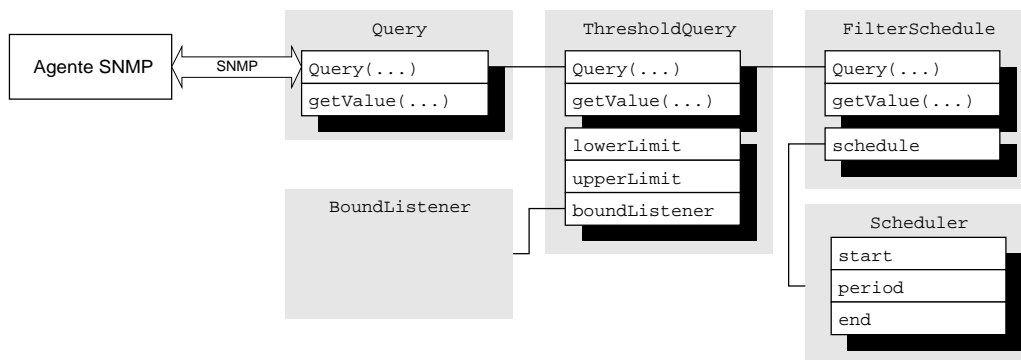 Agente SNMP
SNMP
Query
Query(...)
getValue(...)
ThresholdQuery
Query(...)
getValue(...)
lowerLimit
upperLimit
boundListener
FilterSchedule
Query(...)
getValue(...)
schedule
BoundListener
Scheduler
start
period
end